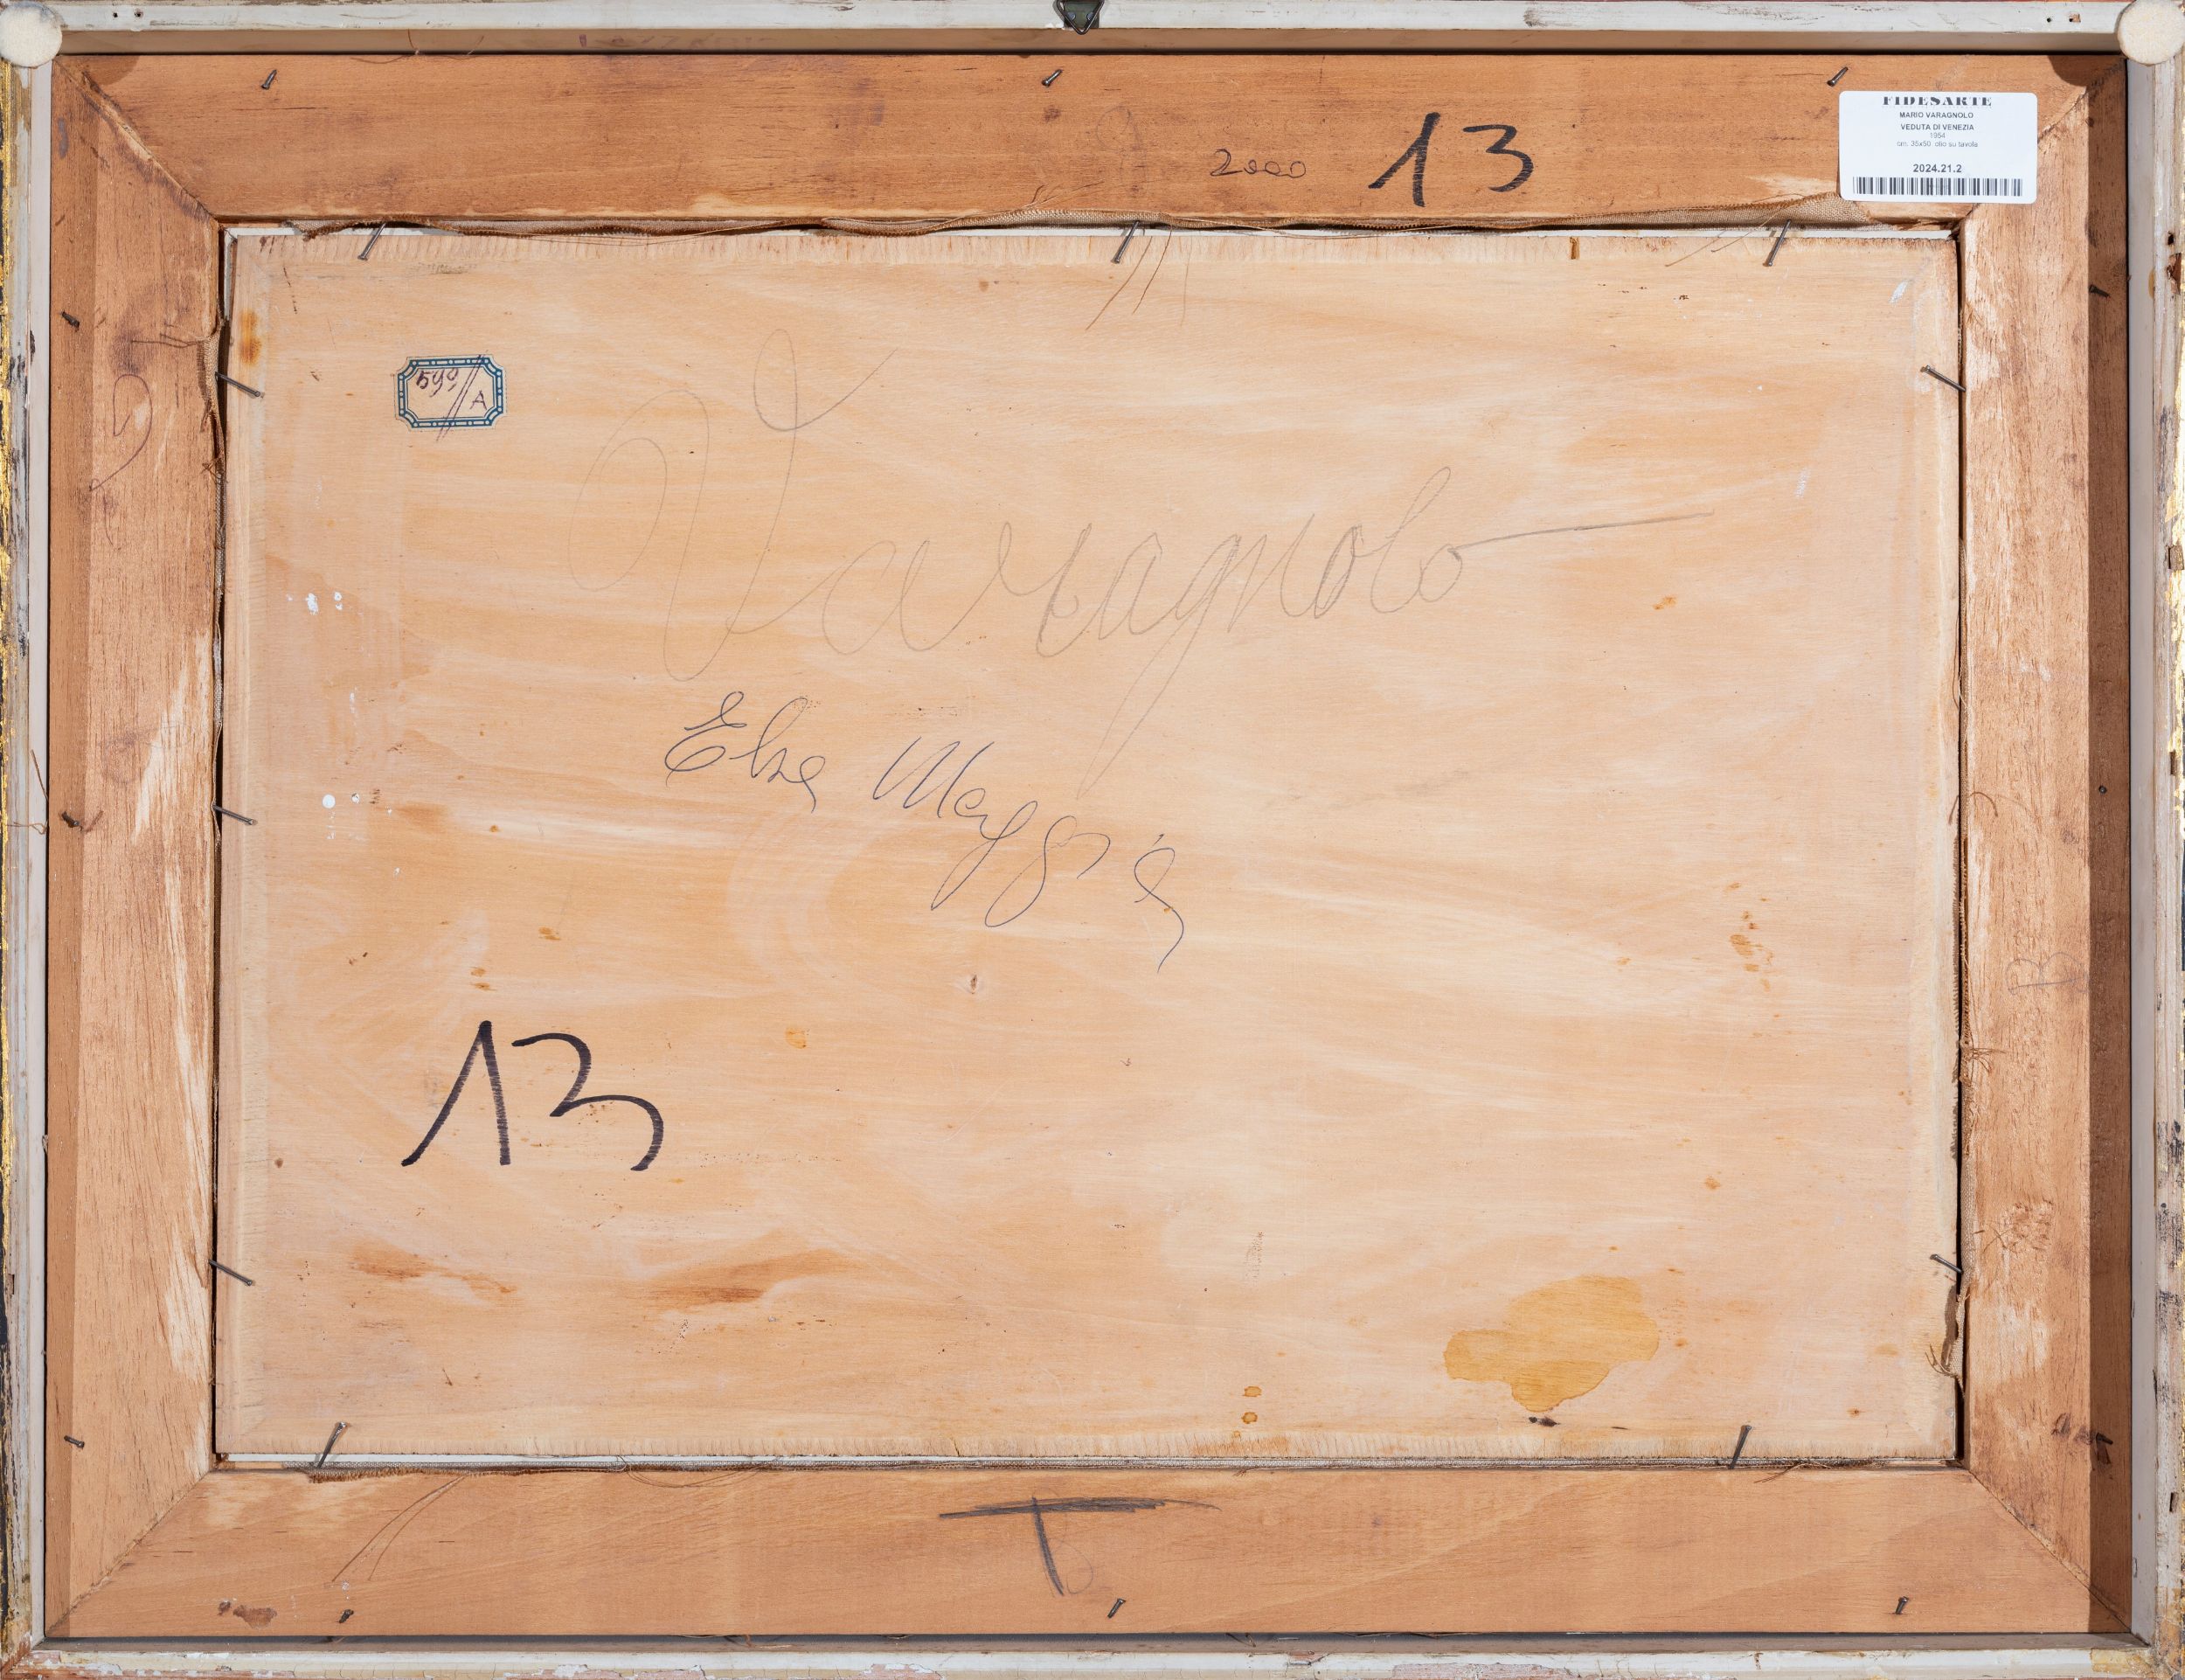 FIDESARTE
MARIO VARAGNOLO
VEDUTA DI VENEZIA
1954
cm. 35x50 olio su tavola
2024.21.2
2000 13
A
Varagnolo
Elsa
13
T
B